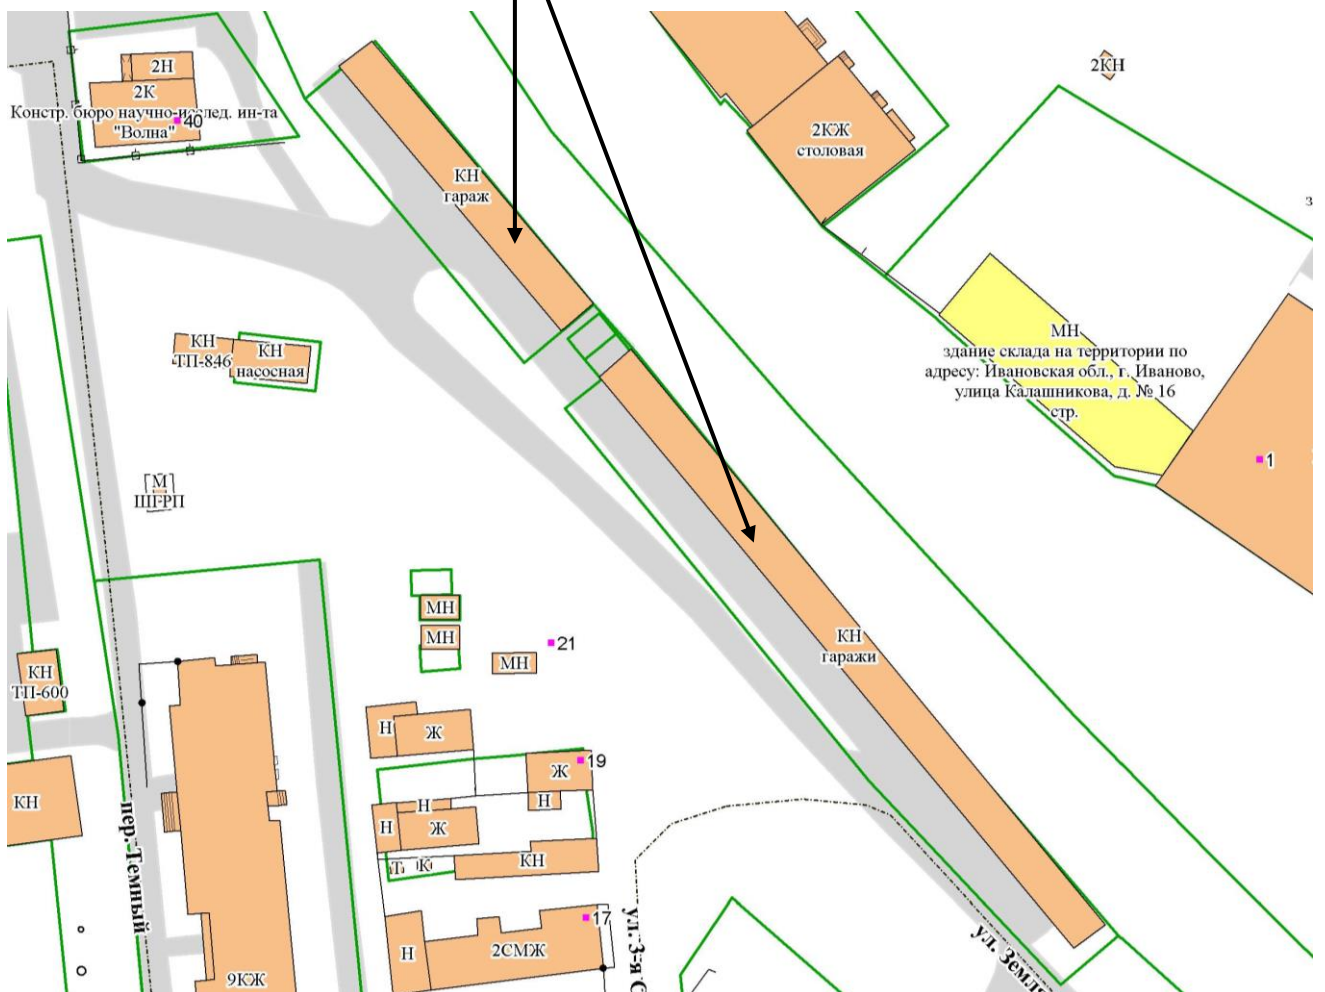 2Н
2К
Констр. бюро научно-исслед. ин-та
"Волна"
40
КН
гараж
2КЖ
столовая
2КН
з
КН
ТП-846
КН
насосная
МН
здание склада на территории по
адресу: Ивановская обл., г. Иваново,
улица Калашникова, д. № 16
стр.
1
М
ШГРП
МН
МН
МН
21
КН
гаражи
КН
ТП-600
Н
Ж
Ж
19
Н
КН
Н
Н
Ж
КН
Т.
К
пер. Темный
17
2СМЖ
Н
9КЖ
ул. 3-я С
ул. Земля